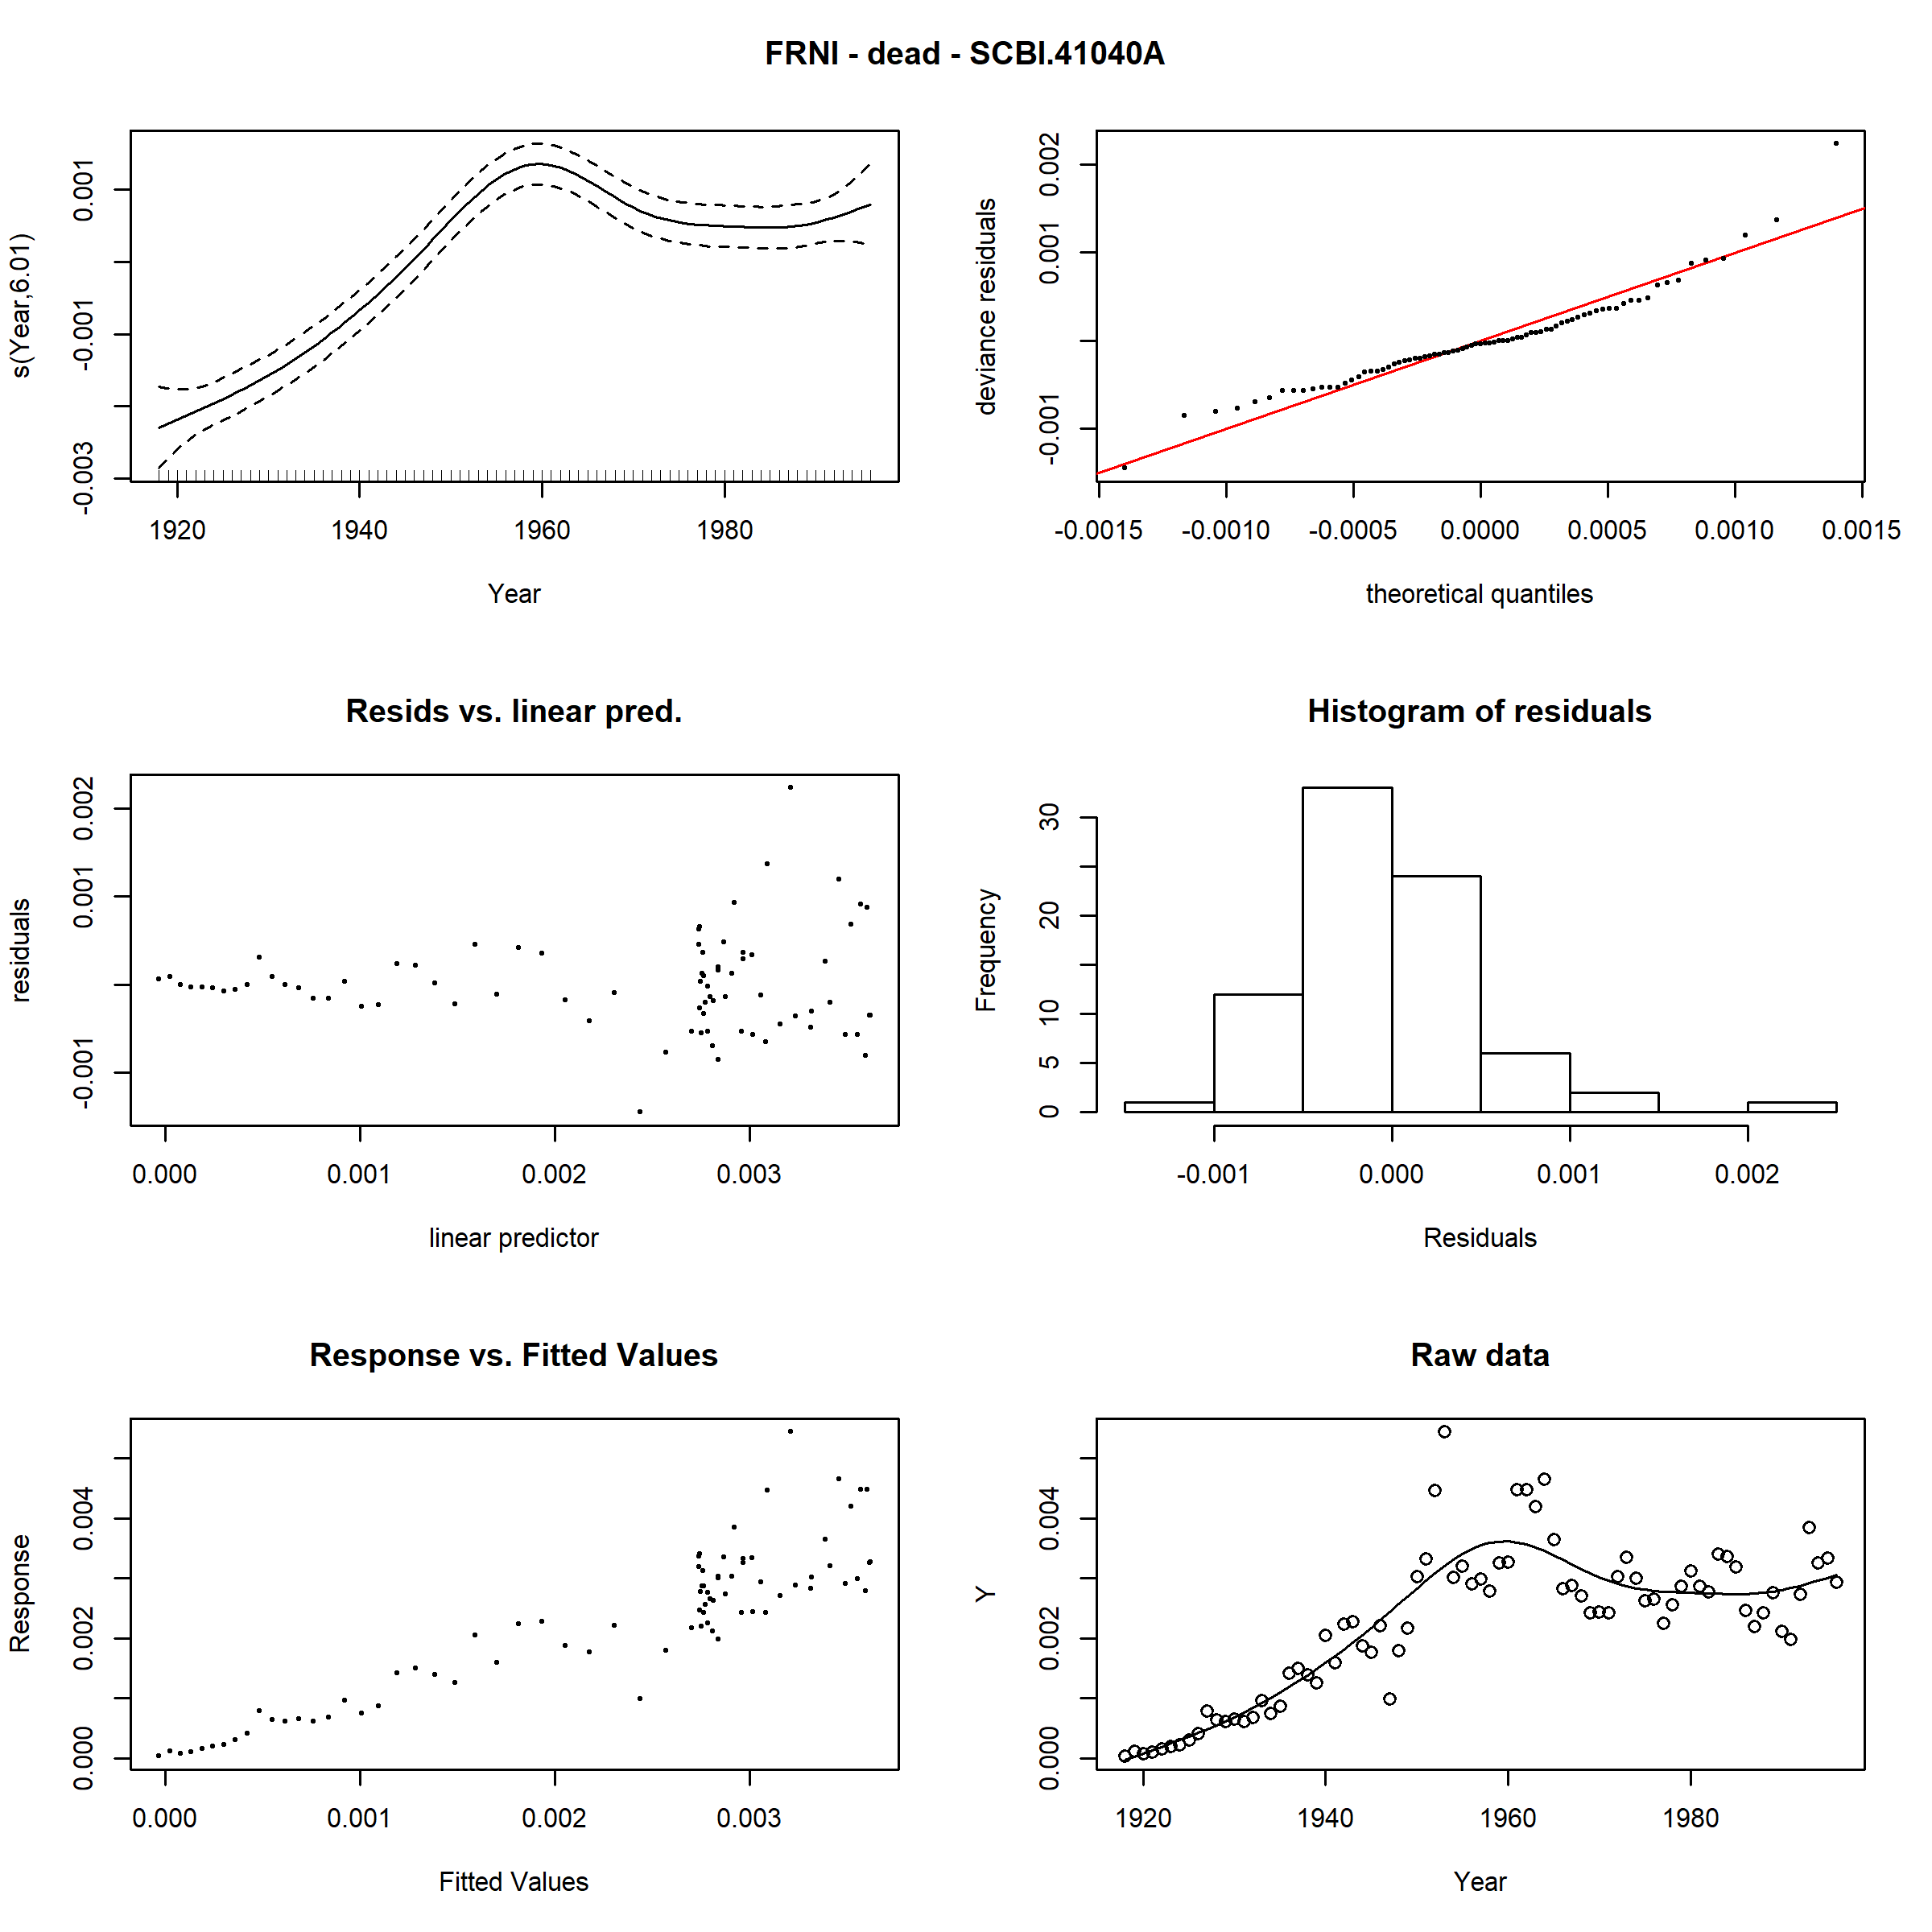 FRNI - dead - SCBI.41040A
s(Year,6.01)
0.001
-0.001
-0.003
1920 1940 1960 1980
Year
deviance residuals
0.002
0.001
-0.001
-0.0015 -0.0010 -0.0005 0.0000 0.0005 0.0010 0.0015
theoretical quantiles
Resids vs. linear pred.
residuals
0.002
0.001
-0.001
0.000 0.001 0.002 0.003
linear predictor
Histogram of residuals
Frequency
30
20
10
5
0
-0.001 0.000 0.001 0.002
Residuals
Response vs. Fitted Values
Response
0.004
0.002
0.000
0.000 0.001 0.002 0.003
Fitted Values
Raw data
Y
0.004
0.002
0.000
1920 1940 1960 1980
Year